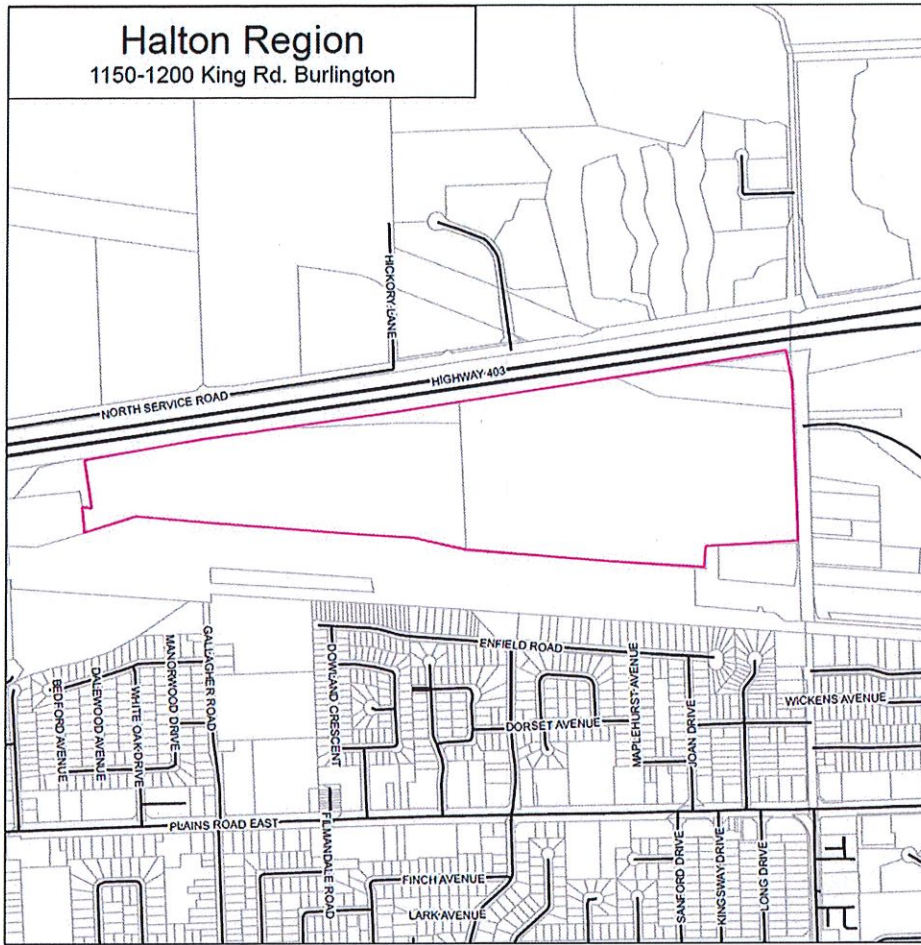 Halton Region
1150-1200 King Rd. Burlington
HICKORY LANE
HIGHWAY 403
NORTH SERVICE ROAD
ENFIELD ROAD
GALLAGHER ROAD
MANORWOOD DRIVE
DOWLAND CRESCENT
MAPLEHURST AVENUE
JOAN DRIVE
WICKENS AVENUE
BEDFORD AVENUE
DALEWOOD AVENUE
WHITE OAK DRIVE
DORSET AVENUE
PLAINS ROAD EAST
FILMANDALE ROAD
FINCH AVENUE
LARK AVENUE
SANFORD DRIVE
KINGSWAY DRIVE
LONG DRIVE